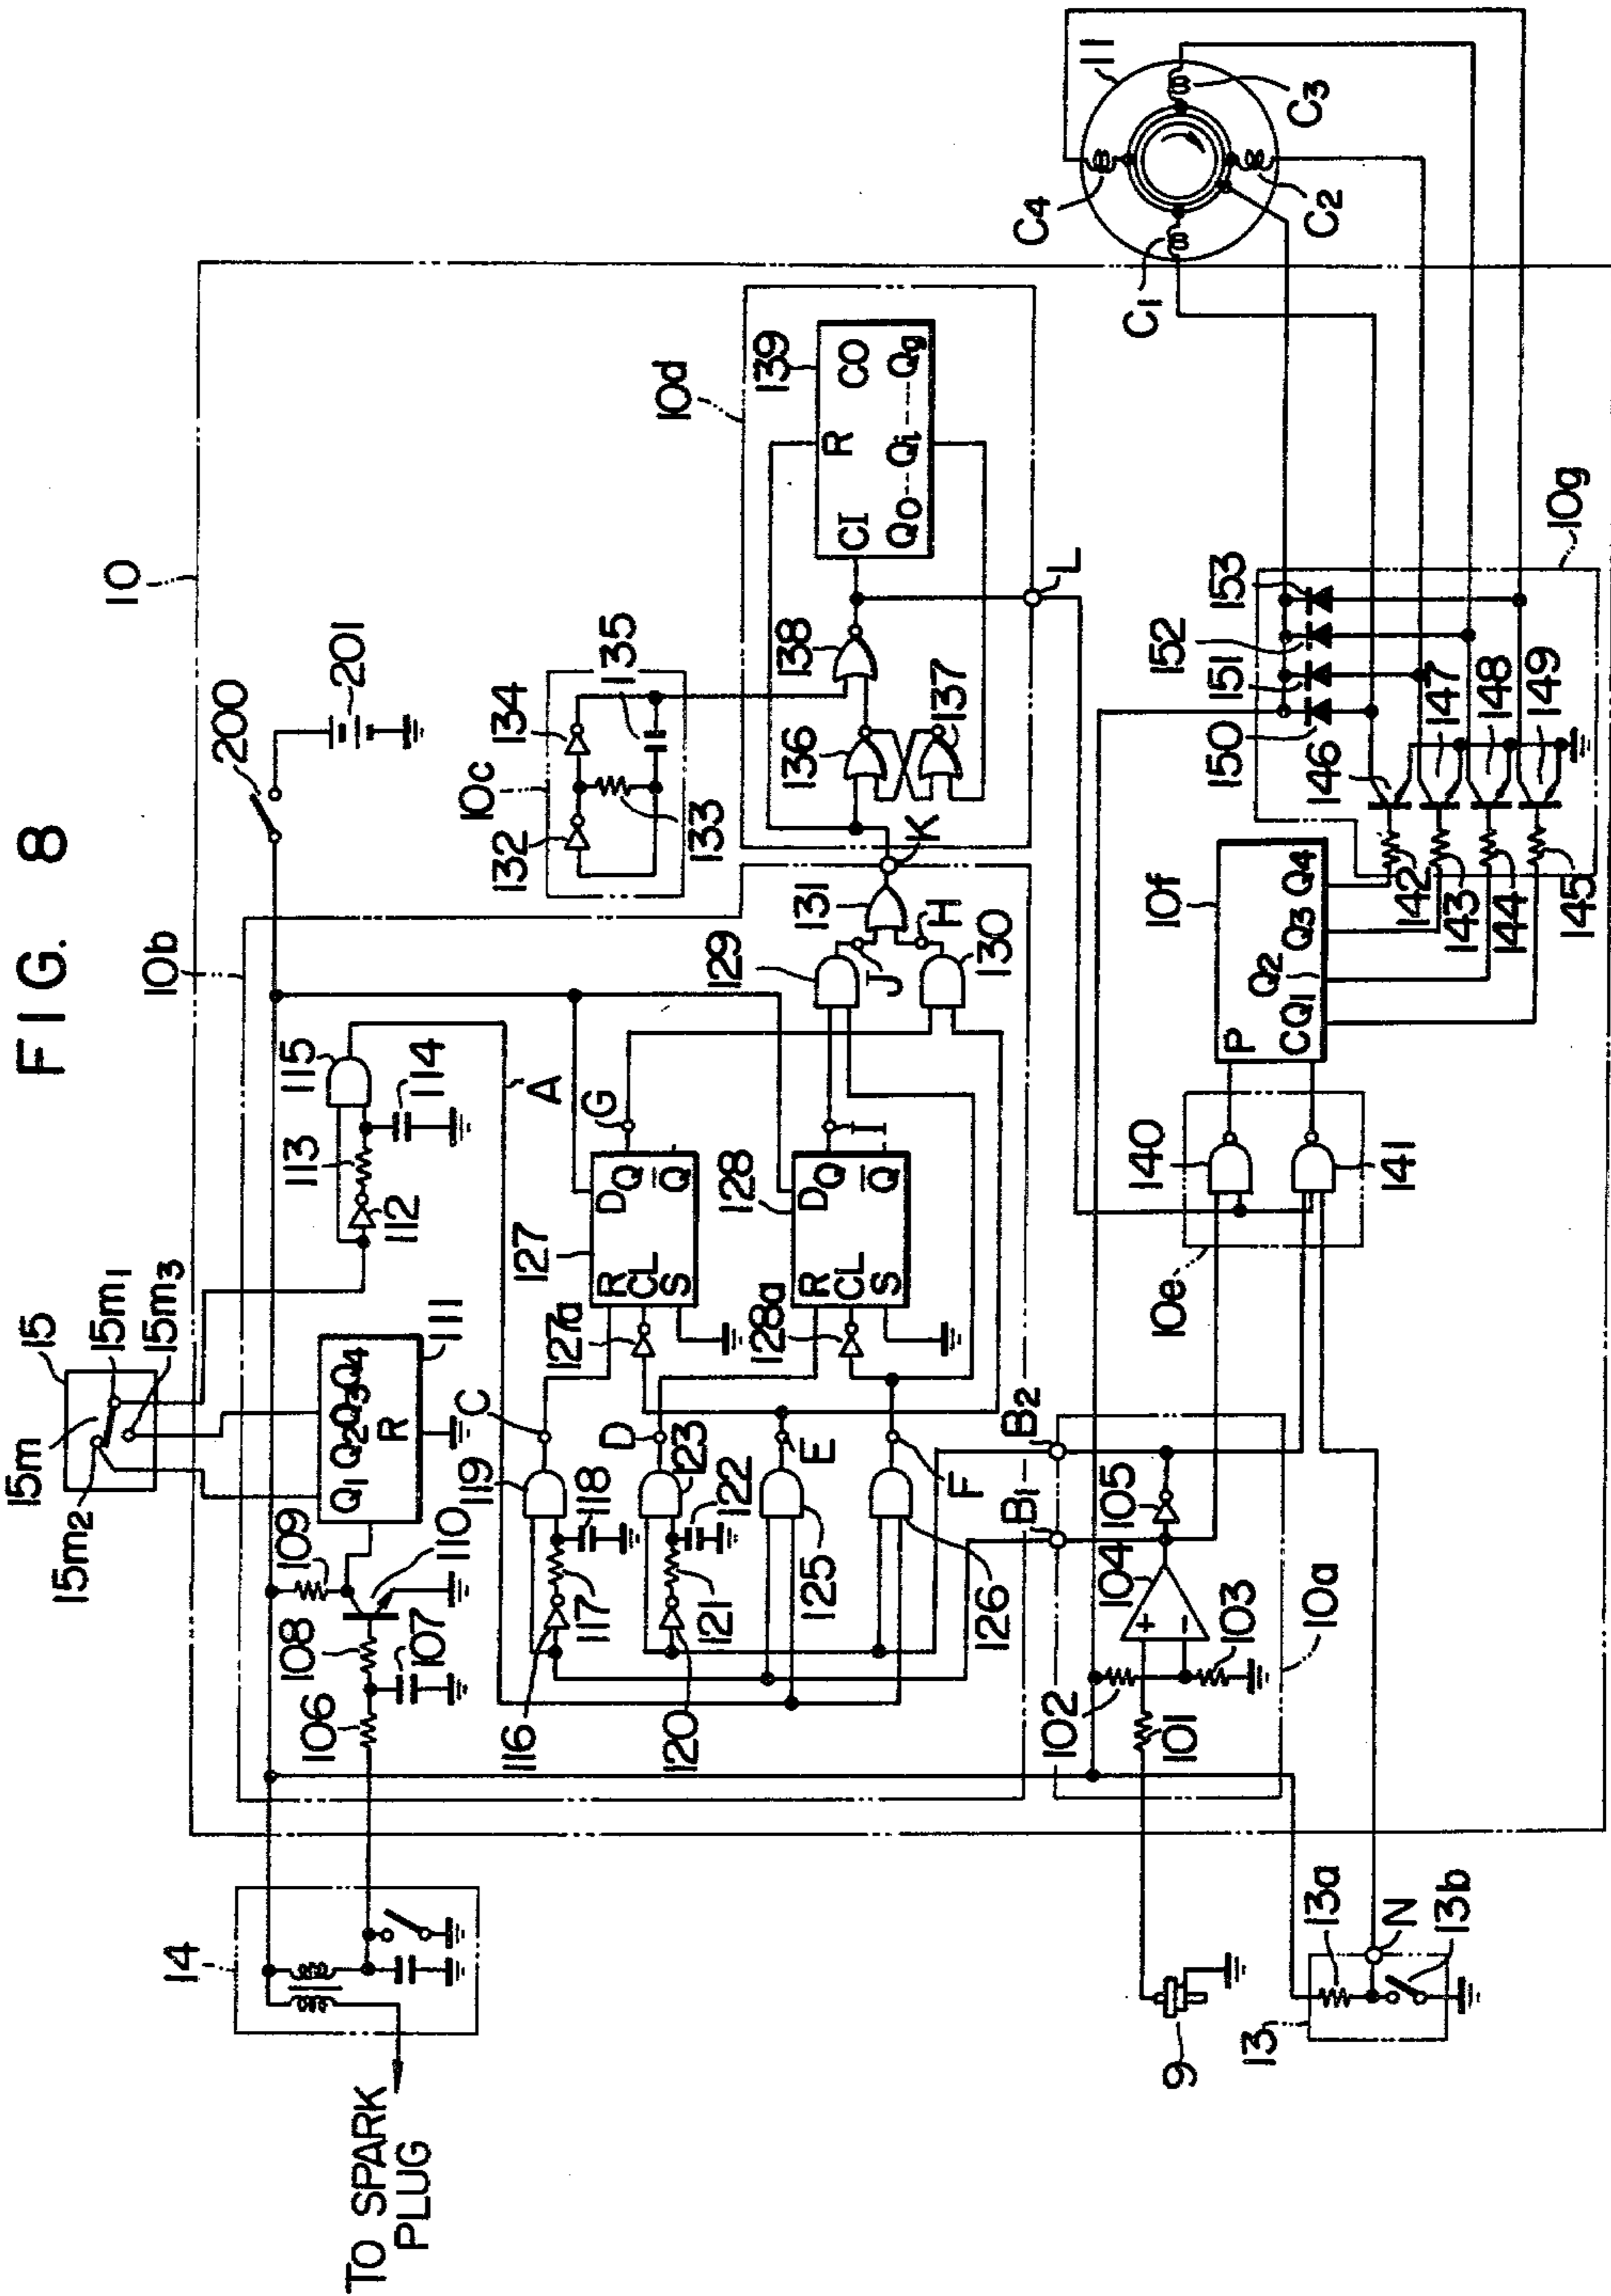 FIG. 8
TO SPARK
PLUG
14
15
15m
15m1
15m2
15m3
10
10b
200
201
106
107
108
109
110
111
Q1 Q2 Q3 Q4
R
112
113
114
115
A
116
117
118
119
C
120
121
122
123
D
125
E
126
F
127a
127
R
CL
S
D
Q
Q̅
G
128a
128
R
CL
S
D
Q
Q̅
I
129
J
130
H
131
K
10c
132
133
134
135
10d
136
137
138
139
CI
R
CO
Q0
Qi
Qg
L
B1
B2
9
101
102
103
104
+
−
105
10a
13
13a
13b
N
10e
140
141
10f
P
C
Q1
Q2
Q3
Q4
142
143
144
145
146
147
148
149
150
151
152
153
10g
11
C1
C2
C3
C4